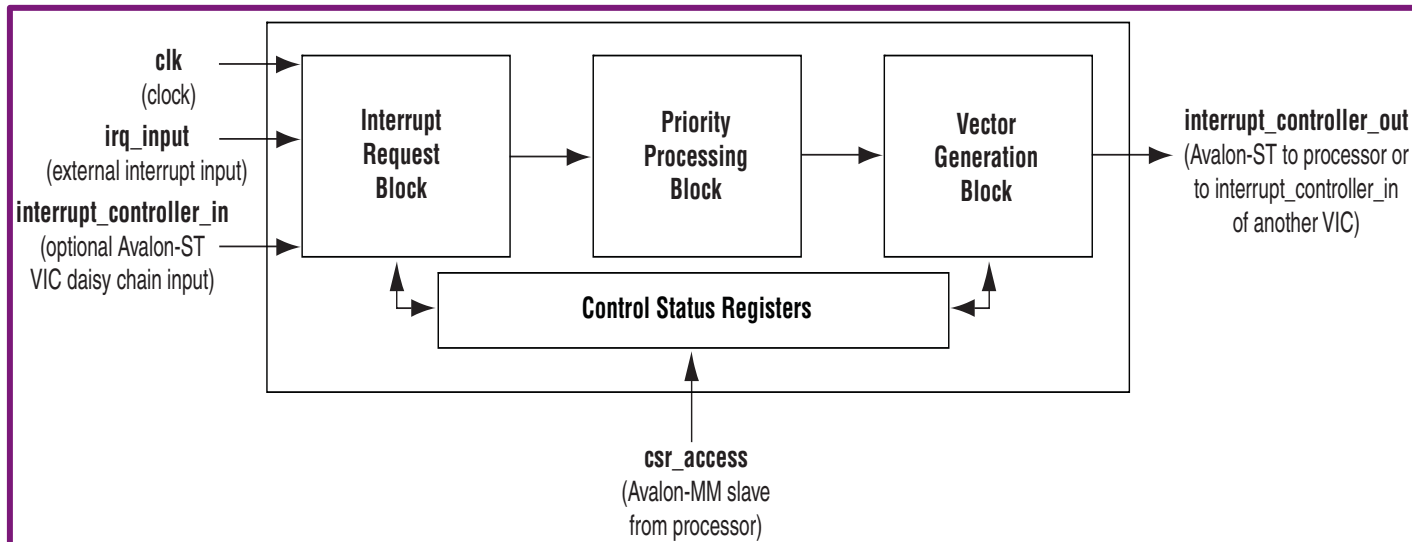 clk
(clock)
irq_input
(external interrupt input)
interrupt_controller_in
(optional Avalon-ST
VIC daisy chain input)
Interrupt
Request
Block
Priority
Processing
Block
Vector
Generation
Block
Control Status Registers
interrupt_controller_out
(Avalon-ST to processor or
to interrupt_controller_in
of another VIC)
csr_access
(Avalon-MM slave
from processor)